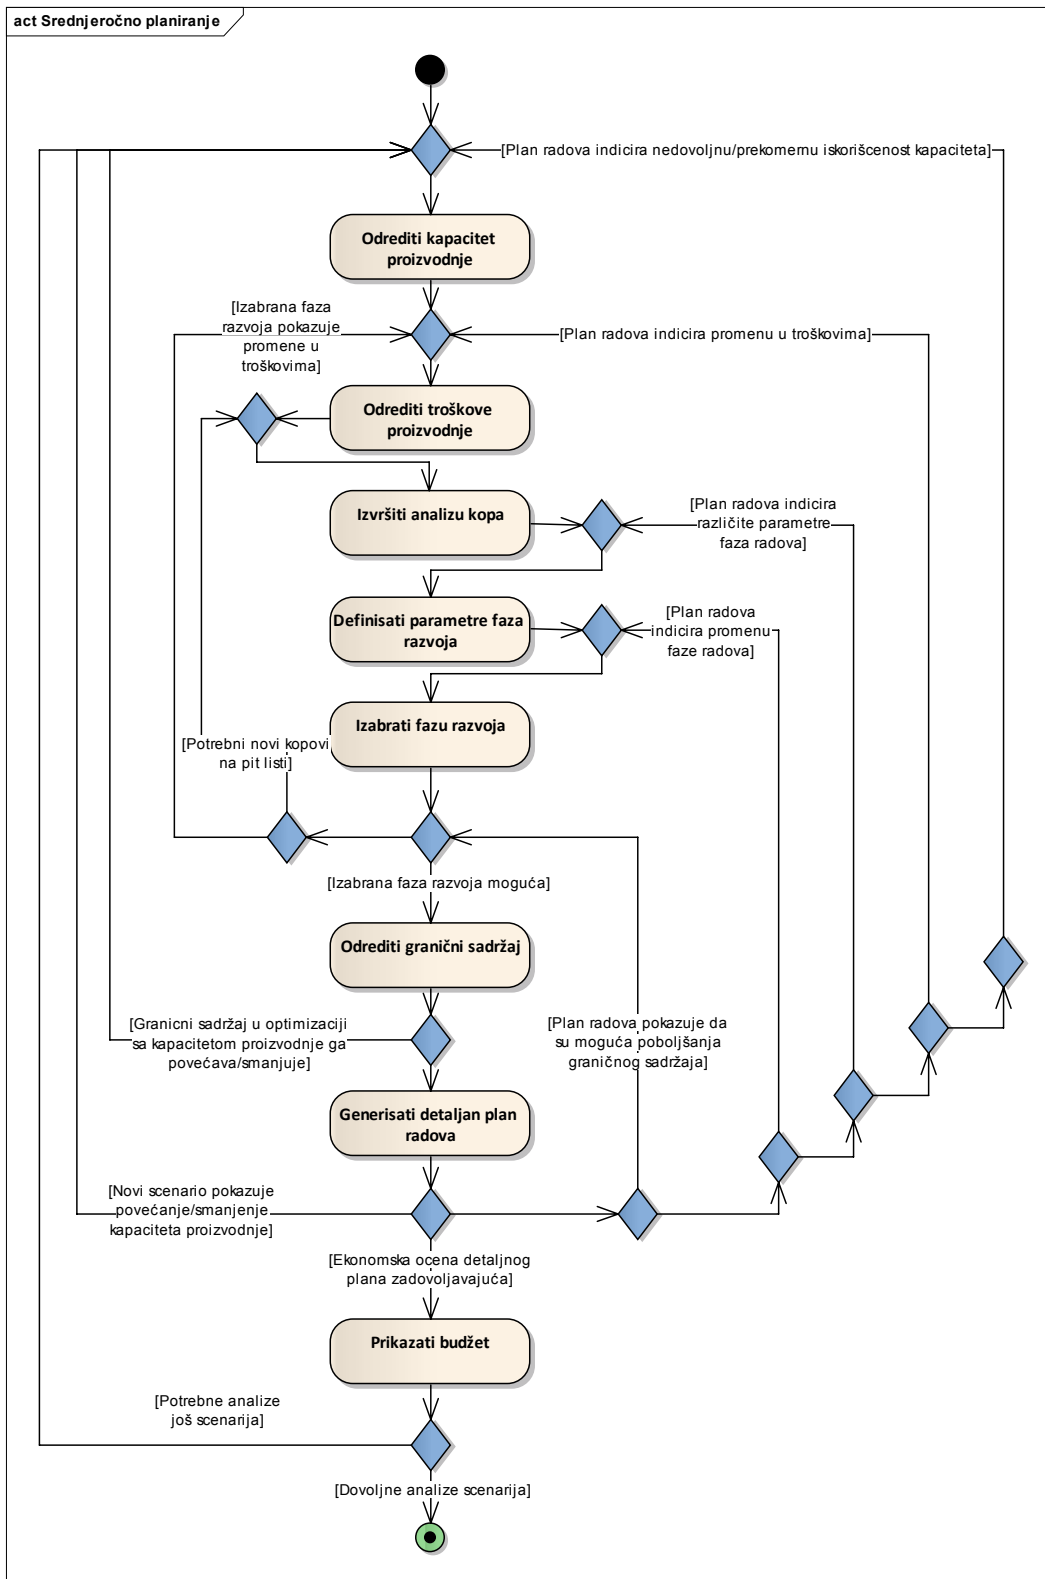 act Srednjeročno planiranje
[Plan radova indicira nedovoljnu/prekomernu iskorišcenost kapaciteta]
Odrediti kapacitet
proizvodnje
[Izabrana faza
razvoja pokazuje
promene u
troškovima]
[Plan radova indicira promenu u troškovima]
Odrediti troškove
proizvodnje
Izvršiti analizu kopa
[Plan radova indicira
različite parametre
faza radova]
Definisati parametre faza
razvoja
[Plan radova
indicira promenu
faze radova]
Izabrati fazu razvoja
[Potrebni novi kopovi
na pit listi]
[Izabrana faza razvoja moguća]
Odrediti granični sadržaj
[Granicni sadržaj u optimizaciji
sa kapacitetom proizvodnje ga
povećava/smanjuje]
[Plan radova pokazuje da
su moguća poboljšanja
graničnog sadržaja]
Generisati detaljan plan
radova
[Novi scenario pokazuje
povećanje/smanjenje
kapaciteta proizvodnje]
[Ekonomska ocena detaljnog
plana zadovoljavajuća]
Prikazati budžet
[Potrebne analize
još scenarija]
[Dovoljne analize scenarija]